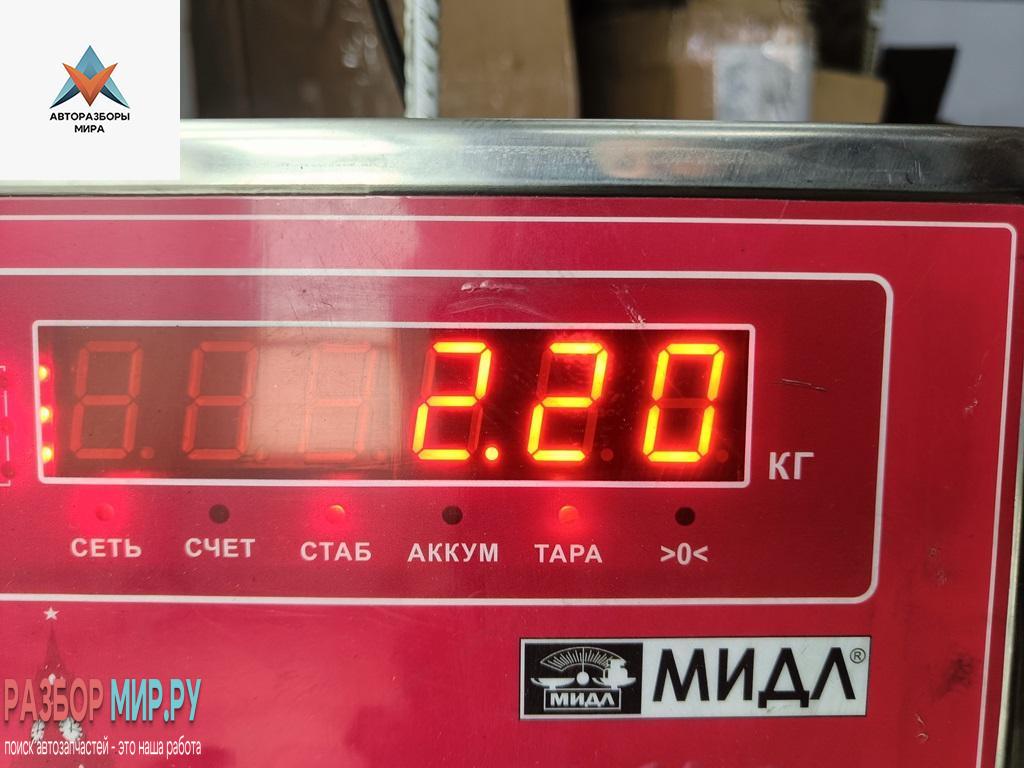 АВТОРАЗБОРЫ
МИРА
2.20
КГ
СЕТЬ СЧЕТ СТАБ АККУМ ТАРА >0<
МИДЛ МИДЛ®
РАЗБОР МИР.РУ
поиск автозапчастей - это наша работа